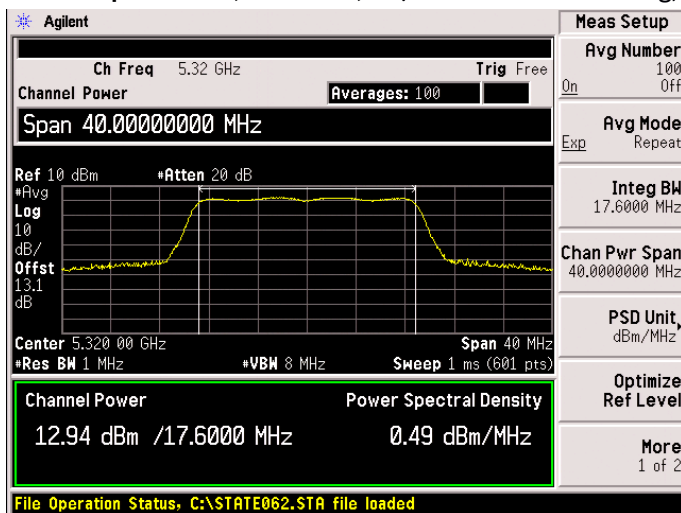 Agilent
Ch Freq 5.32 GHz Trig Free
Channel Power Averages: 100
Span 40.00000000 MHz
Ref 10 dBm #Atten 20 dB
#Avg
Log
10
dB/
Offst
13.1
dB
Center 5.320 00 GHz Span 40 MHz
#Res BW 1 MHz #VBW 8 MHz Sweep 1 ms (601 pts)
Channel Power Power Spectral Density
12.94 dBm /17.6000 MHz 0.49 dBm/MHz
File Operation Status, C:\STATE062.STA file loaded
Meas Setup
Avg Number
100
On Off
Avg Mode
Exp Repeat
Integ BW
17.6000 MHz
Chan Pwr Span
40.0000000 MHz
PSD Unit
dBm/MHz
Optimize
Ref Level
More
1 of 2